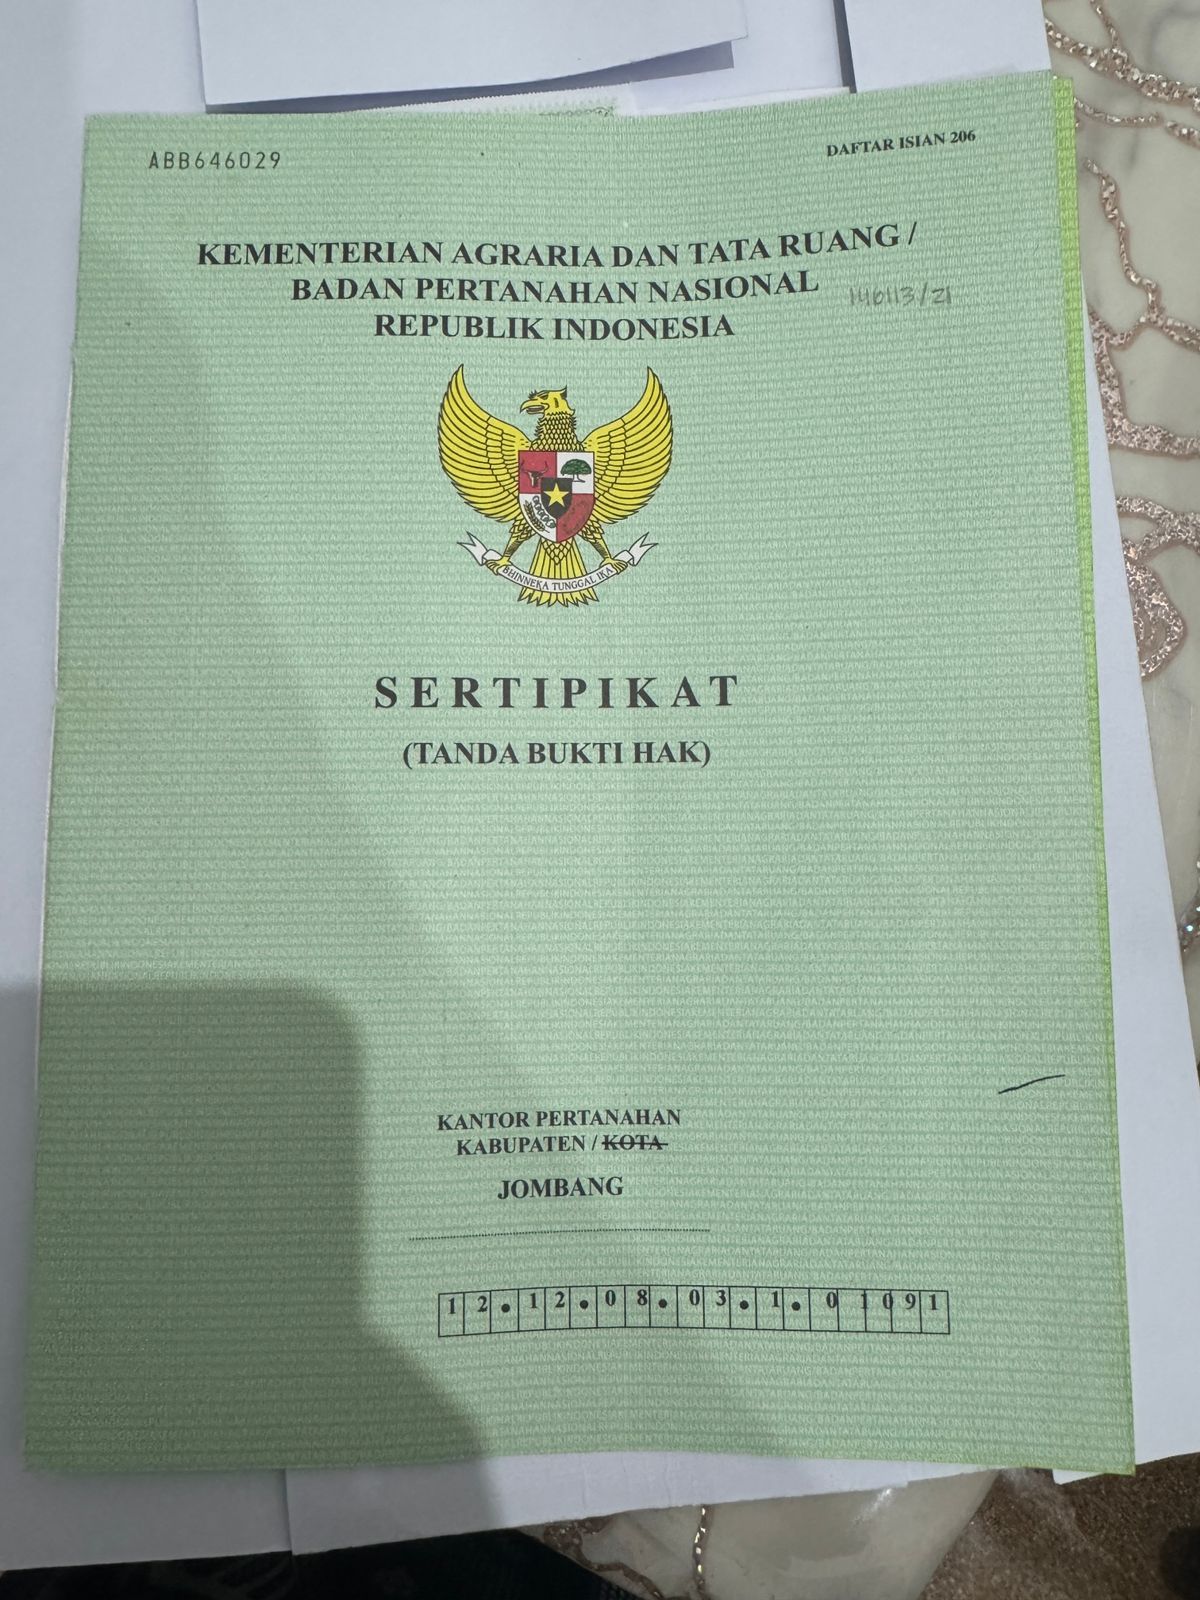 ABB646029
DAFTAR ISIAN 206
KEMENTERIAN AGRARIA DAN TATA RUANG /
BADAN PERTANAHAN NASIONAL
146113/21
REPUBLIK INDONESIA
BHINNEKA TUNGGAL IKA
SERTIPIKAT
(TANDA BUKTI HAK)
KANTOR PERTANAHAN
KABUPATEN / KOTA
JOMBANG
12.12.08.03.1.01091